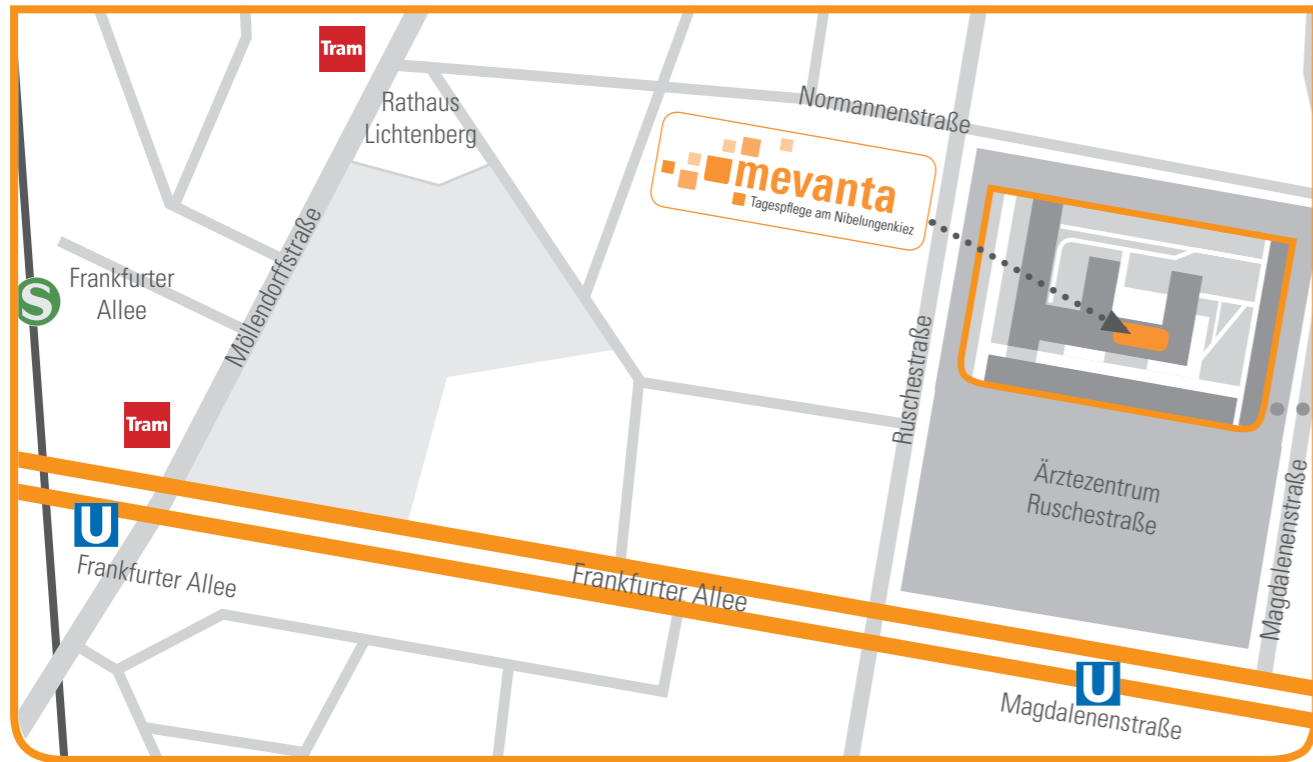 Tram
Rathaus
Lichtenberg
Normannenstraße
mevanta
Tagespflege am Nibelungenkiez
Möllendorffstraße
Frankfurter
Allee
S
Ruschestraße
Tram
Ärztezentrum
Ruschestraße
Magdalenenstraße
U
Frankfurter Allee
Frankfurter Allee
U
Magdalenenstraße